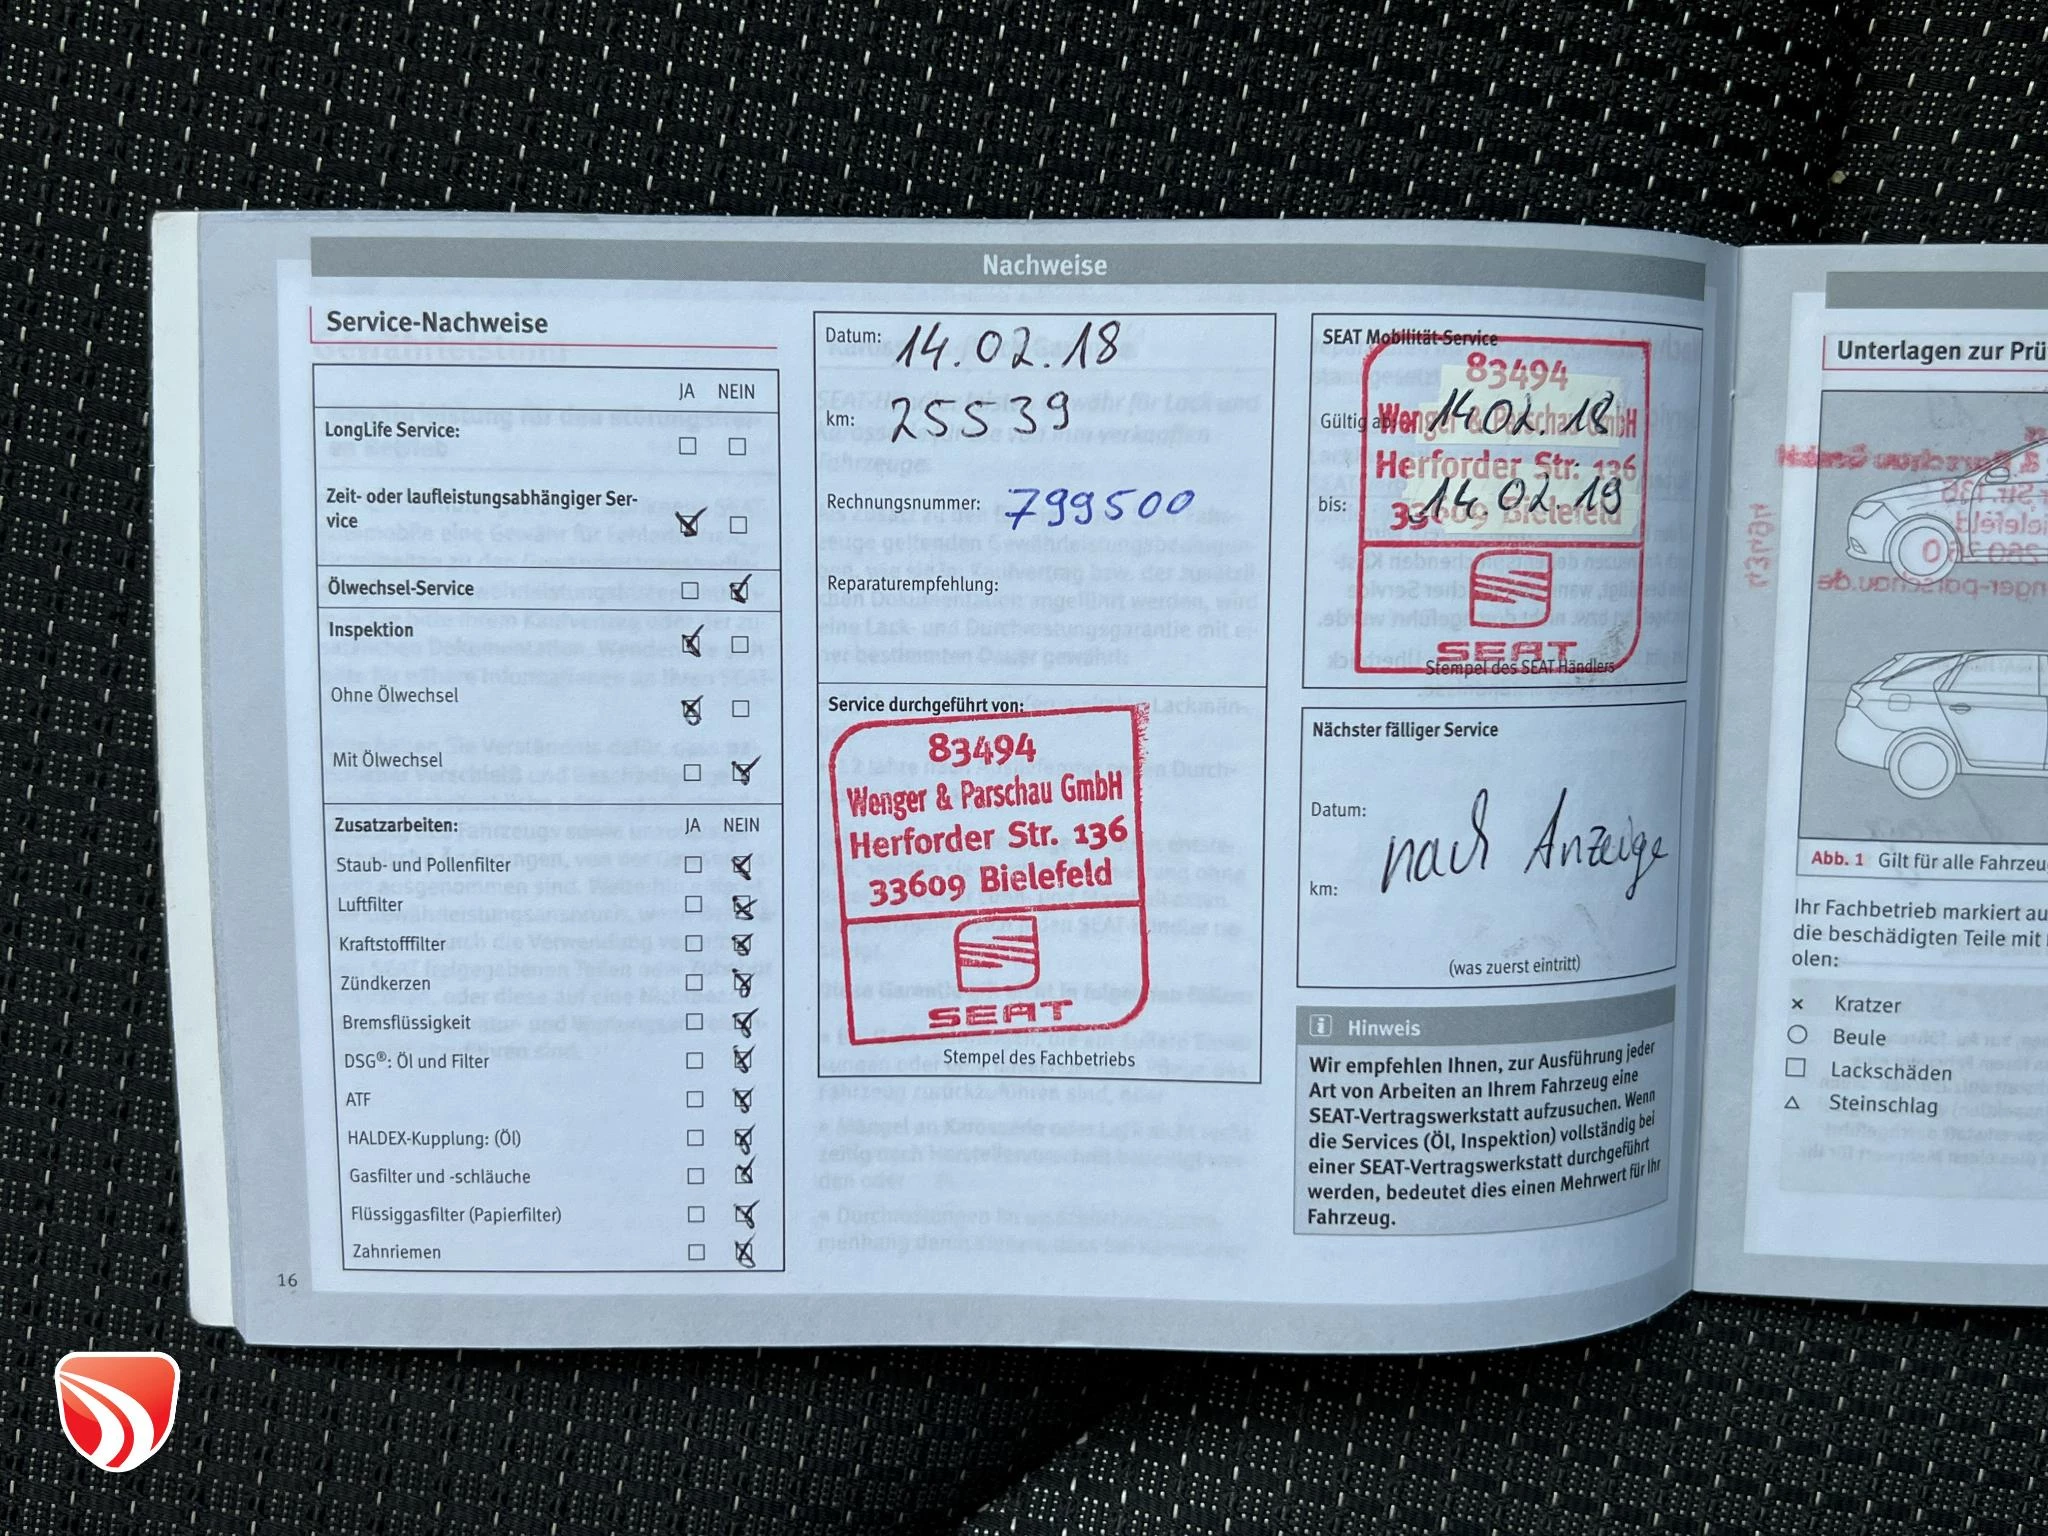 Nachweise
Service-Nachweise
JA NEIN
LongLife Service:
Zeit- oder laufleistungsabhängiger Ser-
vice
Ölwechsel-Service
Inspektion
Ohne Ölwechsel
Mit Ölwechsel
Zusatzarbeiten: JA NEIN
Staub- und Pollenfilter
Luftfilter
Kraftstofffilter
Zündkerzen
Bremsflüssigkeit
DSG®: Öl und Filter
ATF
HALDEX-Kupplung: (Öl)
Gasfilter und -schläuche
Flüssiggasfilter (Papierfilter)
Zahnriemen
16
Datum: 14.02.18
km: 25539
Rechnungsnummer: 799500
Reparaturempfehlung:
Service durchgeführt von:
83494
Wenger & Parschau GmbH
Herforder Str. 136
33609 Bielefeld
SEAT
Stempel des Fachbetriebs
SEAT Mobilität-Service
83494
Wenger & Parschau GmbH
Gültig ab: 14.02.18
Herforder Str. 136
bis: 14.02.19
33609 Bielefeld
SEAT
Stempel des SEAT Händlers
Nächster fälliger Service
Datum:
nach Anzeige
km:
(was zuerst eintritt)
Hinweis
Wir empfehlen Ihnen, zur Ausführung jeder
Art von Arbeiten an Ihrem Fahrzeug eine
SEAT-Vertragswerkstatt aufzusuchen. Wenn
die Services (Öl, Inspektion) vollständig bei
einer SEAT-Vertragswerkstatt durchgeführt
werden, bedeutet dies einen Mehrwert für Ihr
Fahrzeug.
Unterlagen zur Prü
Abb. 1 Gilt für alle Fahrzeu
Ihr Fachbetrieb markiert au
die beschädigten Teile mit
olen:
Kratzer
Beule
Lackschäden
Steinschlag